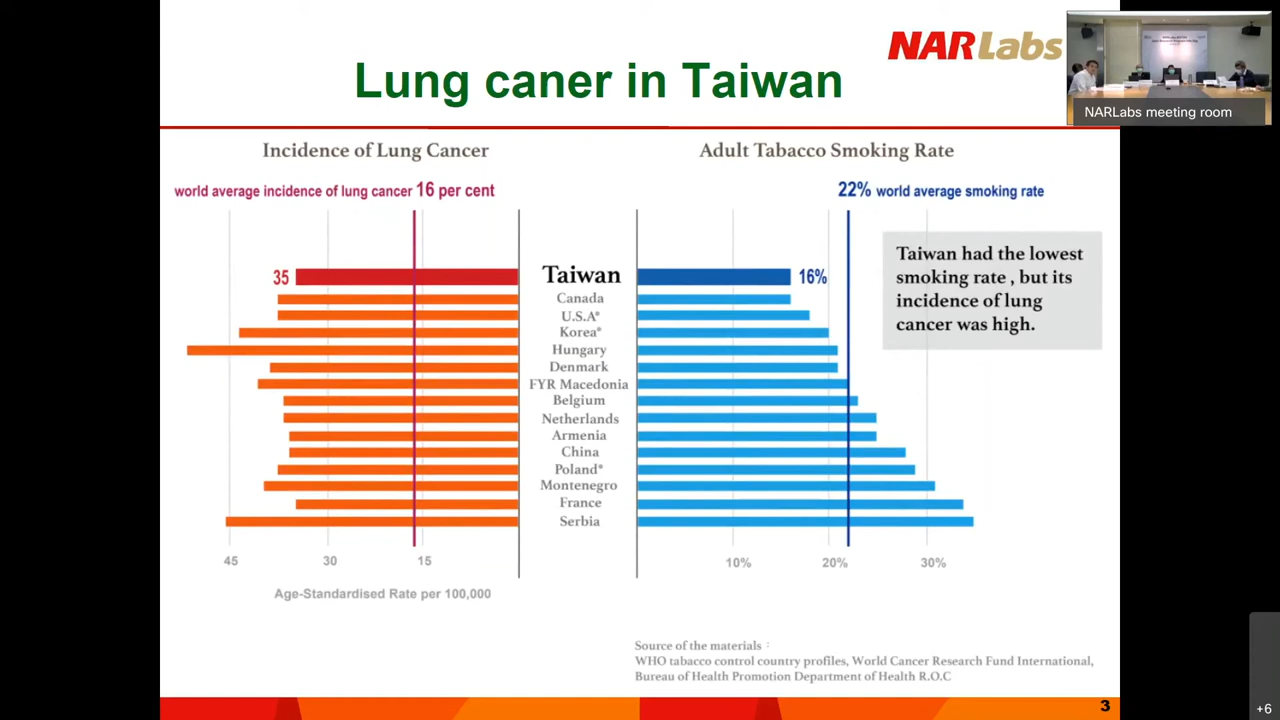 NARLabs
Lung caner in Taiwan
NARLabs meeting room
Incidence of Lung Cancer
Adult Tabacco Smoking Rate
world average incidence of lung cancer 16 per cent
22% world average smoking rate
Taiwan had the lowest
smoking rate , but its
incidence of lung
cancer was high.
35 Taiwan 16%
Canada
U.S.A*
Korea*
Hungary
Denmark
FYR Macedonia
Belgium
Netherlands
Armenia
China
Poland*
Montenegro
France
Serbia
45 30 15
10% 20% 30%
Age-Standardised Rate per 100,000
Source of the materials :
WHO tabacco control country profiles, World Cancer Research Fund International,
Bureau of Health Promotion Department of Health R.O.C
3
+6